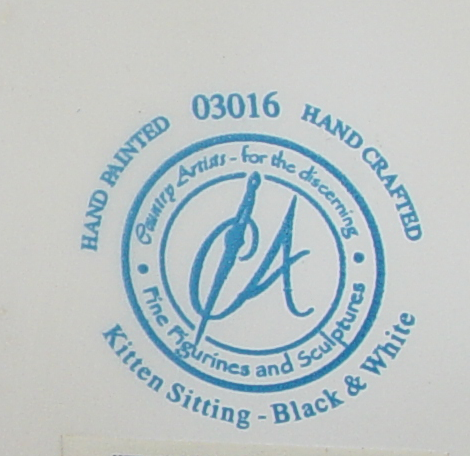 03016
HAND PAINTED
HAND CRAFTED
Country Artists - for the discerning
CA
Fine Figurines and Sculptures
Kitten Sitting - Black & White